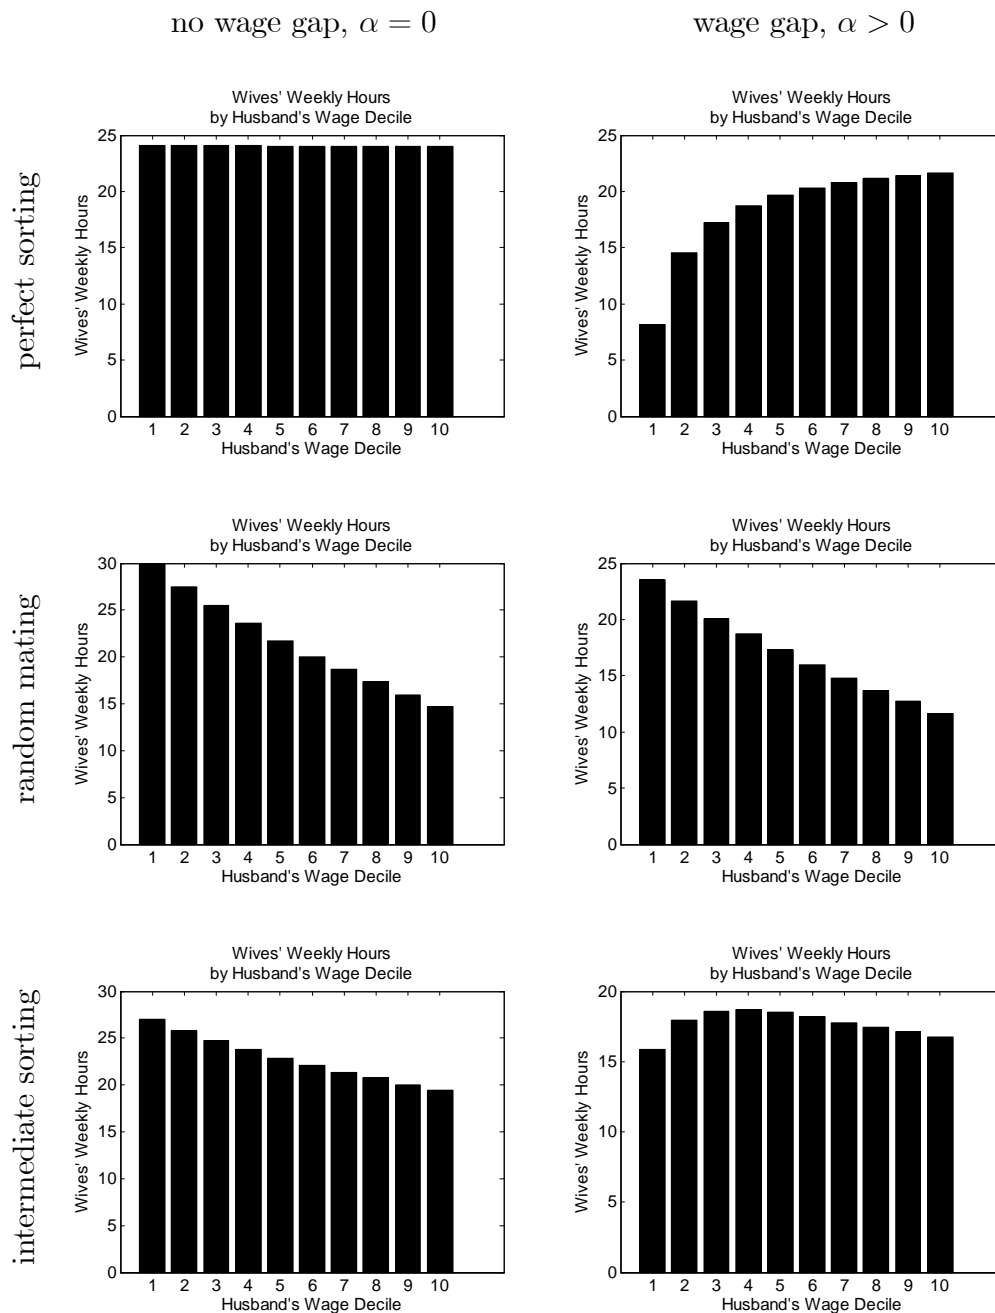 no wage gap, α = 0
wage gap, α > 0
perfect sorting
Wives' Weekly Hours
by Husband's Wage Decile
25
20
15
10
5
0
Wives' Weekly Hours
1 2 3 4 5 6 7 8 9 10
Husband's Wage Decile
Wives' Weekly Hours
by Husband's Wage Decile
25
20
15
10
5
0
Wives' Weekly Hours
1 2 3 4 5 6 7 8 9 10
Husband's Wage Decile
random mating
Wives' Weekly Hours
by Husband's Wage Decile
30
25
20
15
10
5
0
Wives' Weekly Hours
1 2 3 4 5 6 7 8 9 10
Husband's Wage Decile
Wives' Weekly Hours
by Husband's Wage Decile
25
20
15
10
5
0
Wives' Weekly Hours
1 2 3 4 5 6 7 8 9 10
Husband's Wage Decile
intermediate sorting
Wives' Weekly Hours
by Husband's Wage Decile
30
25
20
15
10
5
0
Wives' Weekly Hours
1 2 3 4 5 6 7 8 9 10
Husband's Wage Decile
Wives' Weekly Hours
by Husband's Wage Decile
20
15
10
5
0
Wives' Weekly Hours
1 2 3 4 5 6 7 8 9 10
Husband's Wage Decile